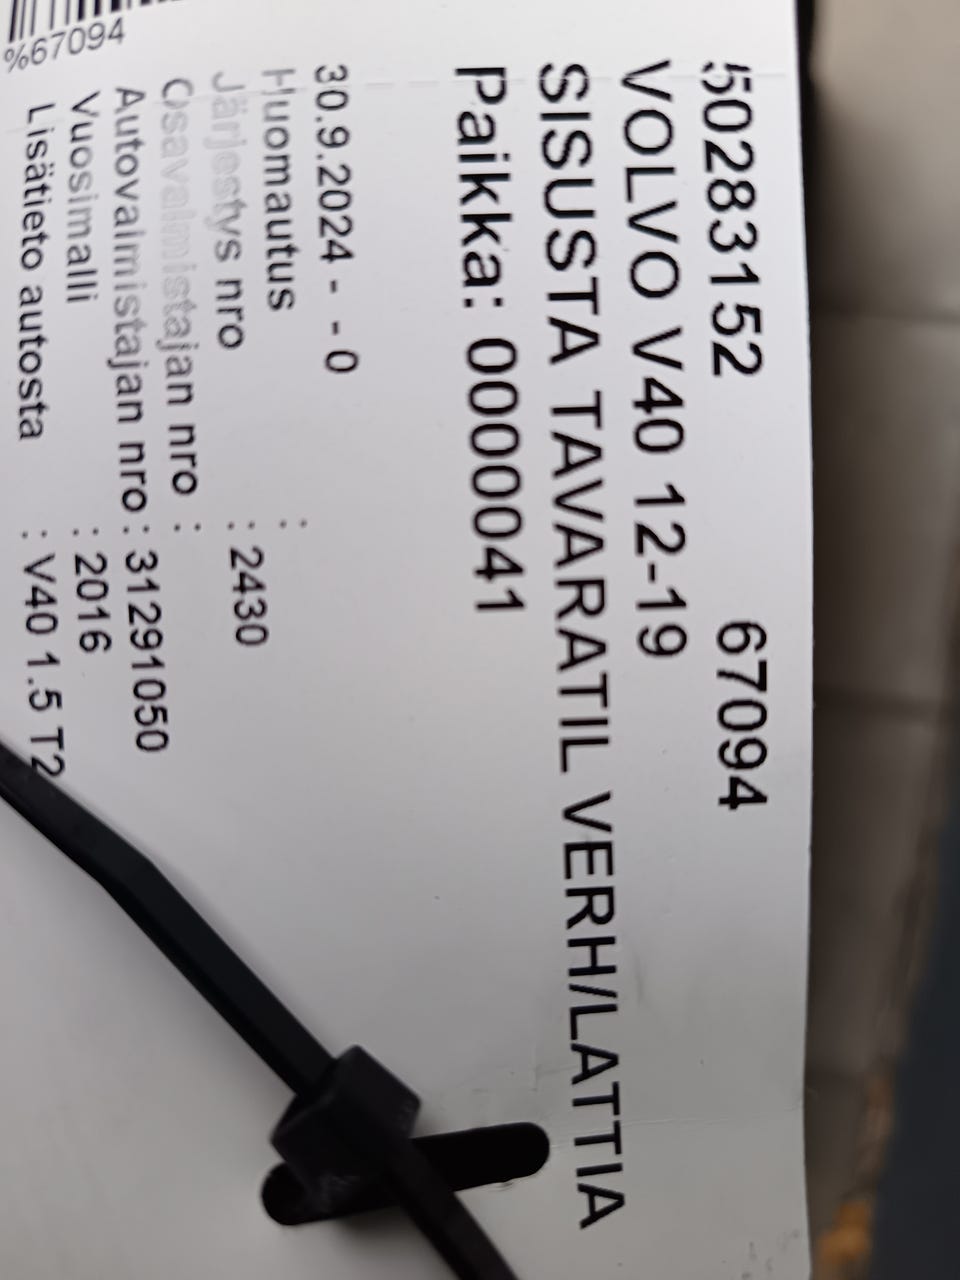 50283152 67094
VOLVO V40 12-19
SISUSTA TAVARATIL VERH/LATTIA
Paikka: 0000041
30.9.2024 - - 0
Huomautus :
Järjestys nro : 2430
Osavalmistajan nro :
Autovalmistajan nro : 31291050
Vuosimalli : 2016
Lisätieto autosta : V40 1.5 T2
%67094